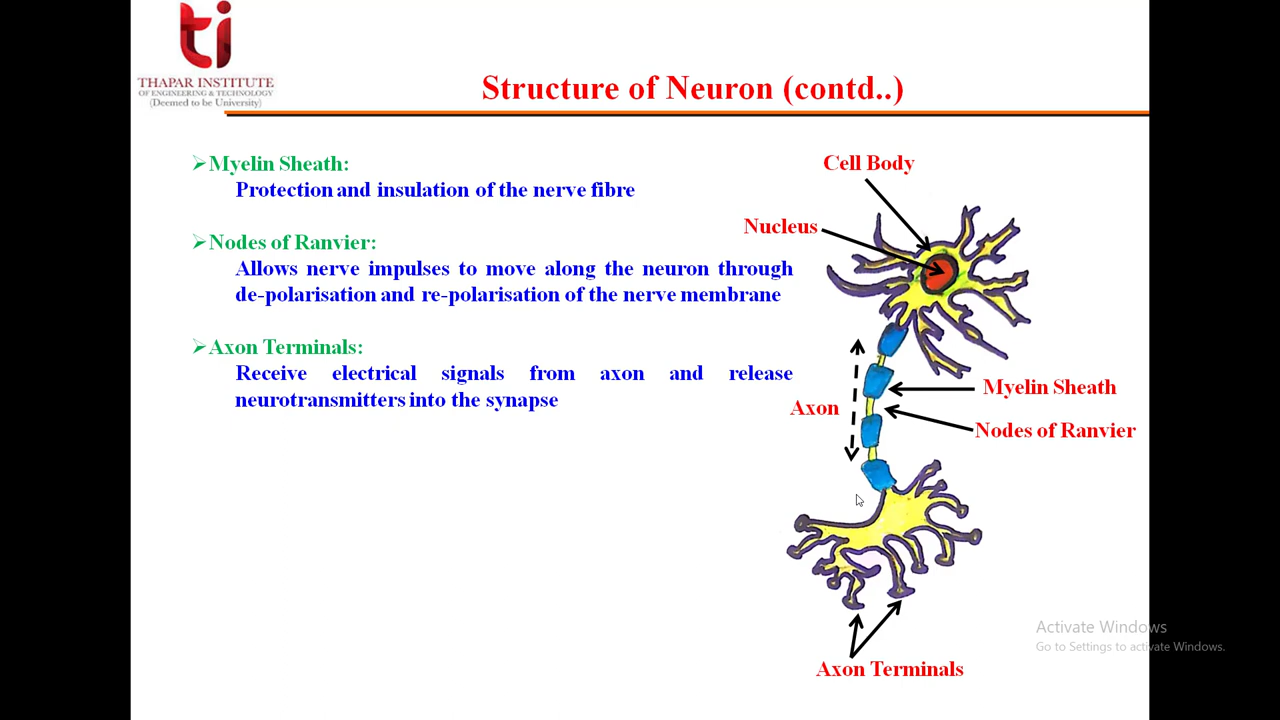 ti
THAPAR INSTITUTE
OF ENGINEERING & TECHNOLOGY
(Deemed to be University)
Structure of Neuron (contd..)
➢Myelin Sheath:
Protection and insulation of the nerve fibre
➢Nodes of Ranvier:
Allows nerve impulses to move along the neuron through
de-polarisation and re-polarisation of the nerve membrane
➢Axon Terminals:
Receive electrical signals from axon and release
neurotransmitters into the synapse
Cell Body
Nucleus
Myelin Sheath
Axon
Nodes of Ranvier
Axon Terminals
Activate Windows
Go to Settings to activate Windows.